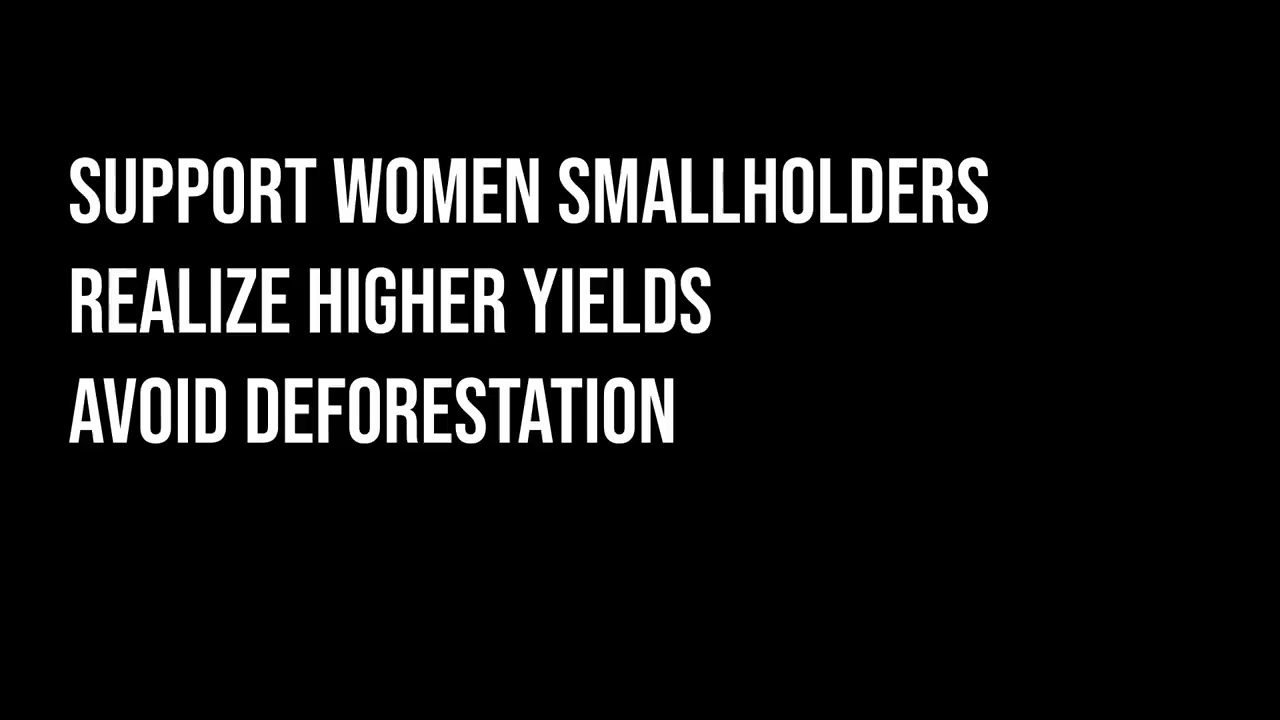 SUPPORT WOMEN SMALLHOLDERS
REALIZE HIGHER YIELDS
AVOID DEFORESTATION